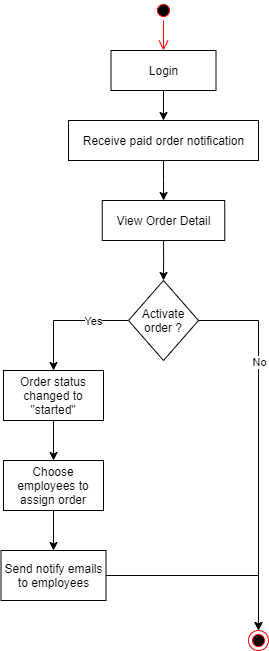 Login
Receive paid order notification
View Order Detail
Activate
order ?
Yes
No
Order status
changed to
"started"
Choose
employees to
assign order
Send notify emails
to employees